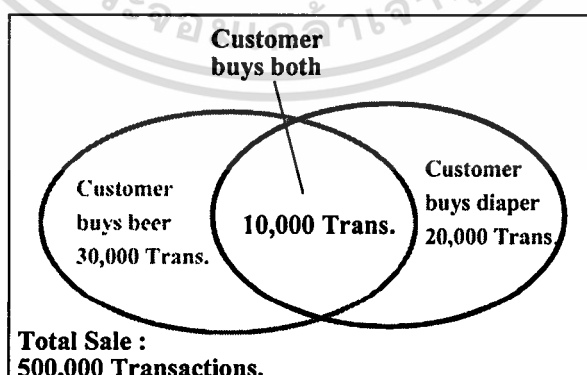 Customer
buys both
Customer
buys beer
30,000 Trans.
10,000 Trans.
Customer
buys diaper
20,000 Trans.
Total Sale :
500,000 Transactions.